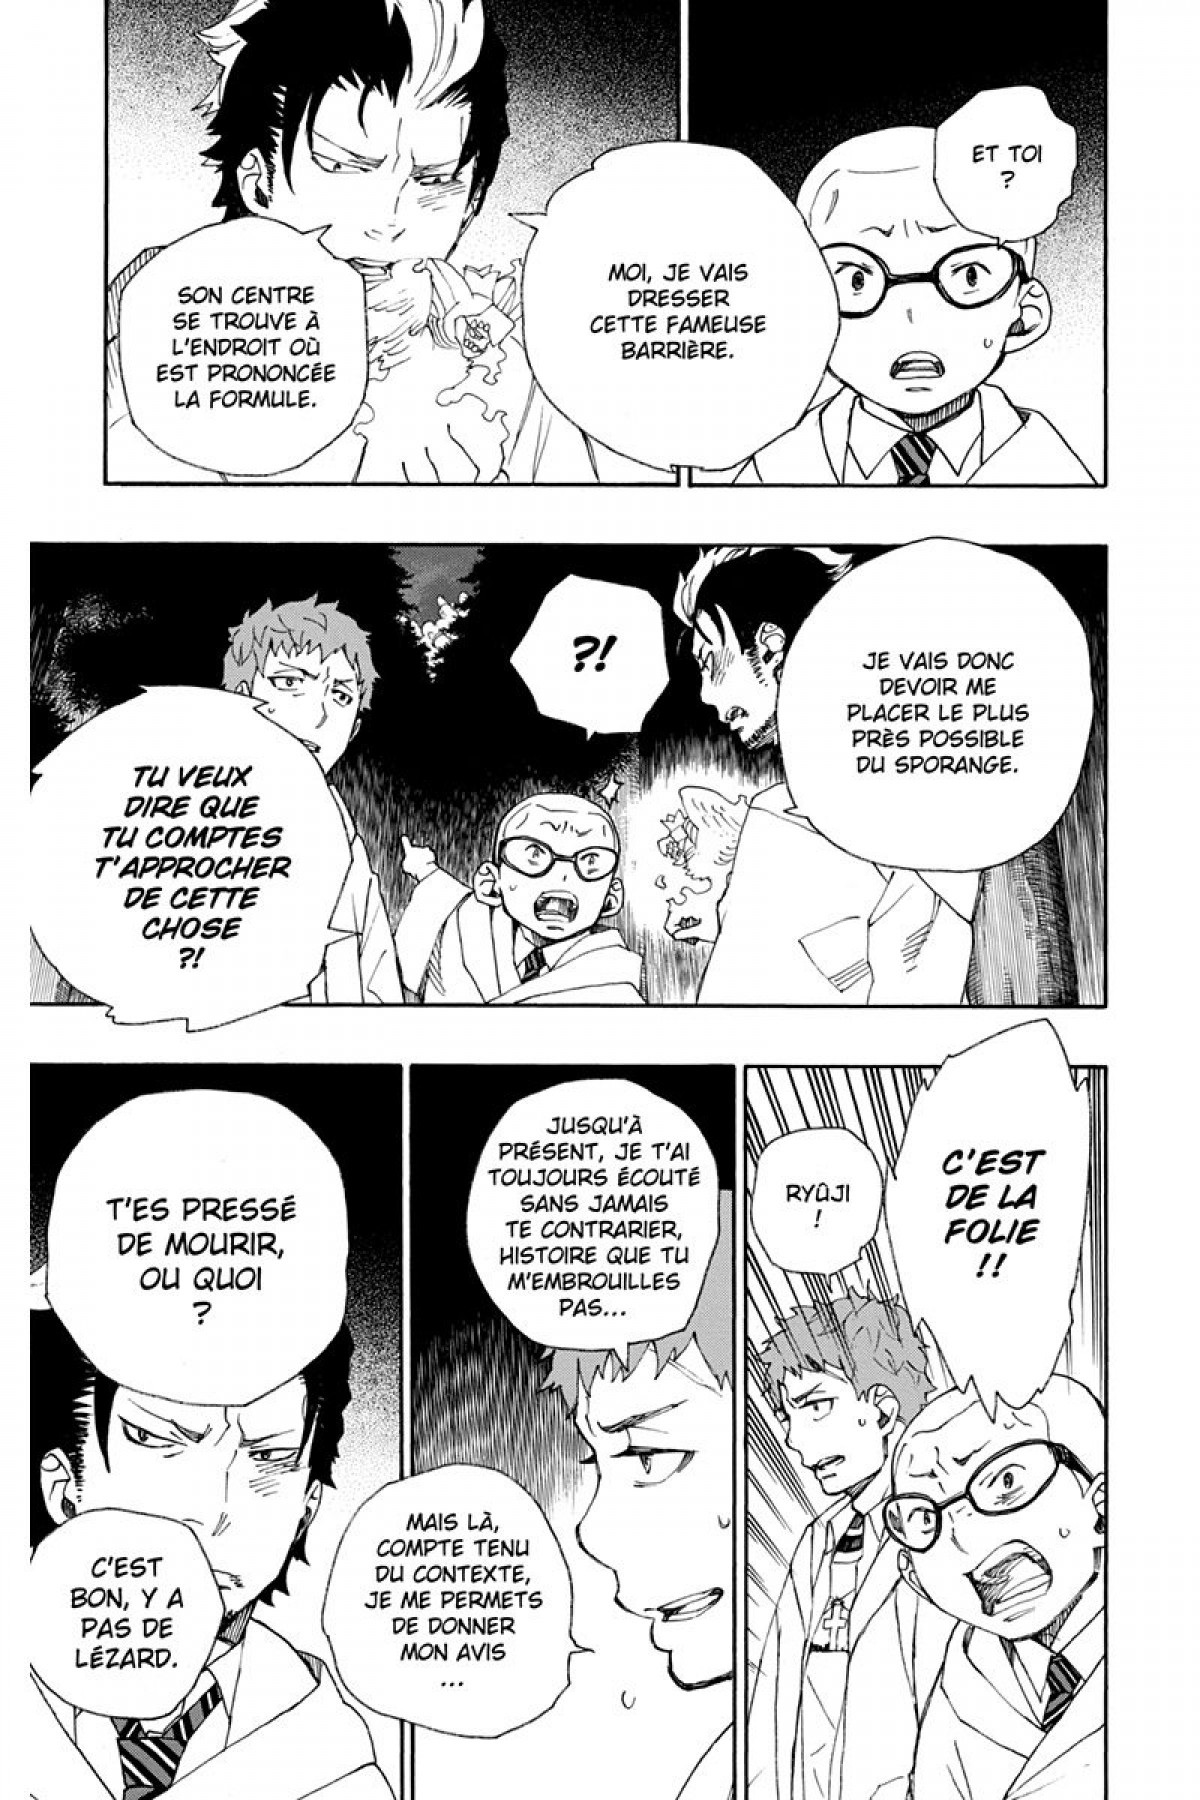 ET TOI
?
MOI, JE VAIS
DRESSER
CETTE FAMEUSE
BARRIÈRE.
SON CENTRE
SE TROUVE À
L'ENDROIT OÙ
EST PRONONCÉE
LA FORMULE.
JE VAIS DONC
DEVOIR ME
PLACER LE PLUS
PRÈS POSSIBLE
DU SPORANGE.
?!
TU VEUX
DIRE QUE
TU COMPTES
T'APPROCHER
DE CETTE
CHOSE
?!
C'EST
DE LA
FOLIE
!!
RYÛJI
!
JUSQU'À
PRÉSENT, JE T'AI
TOUJOURS ÉCOUTÉ
SANS JAMAIS
TE CONTRARIER,
HISTOIRE QUE TU
M'EMBROUILLES
PAS...
MAIS LÀ,
COMPTE TENU
DU CONTEXTE,
JE ME PERMETS
DE DONNER
MON AVIS
...
T'ES PRESSÉ
DE MOURIR,
OU QUOI
?
C'EST
BON, Y A
PAS DE
LÉZARD.